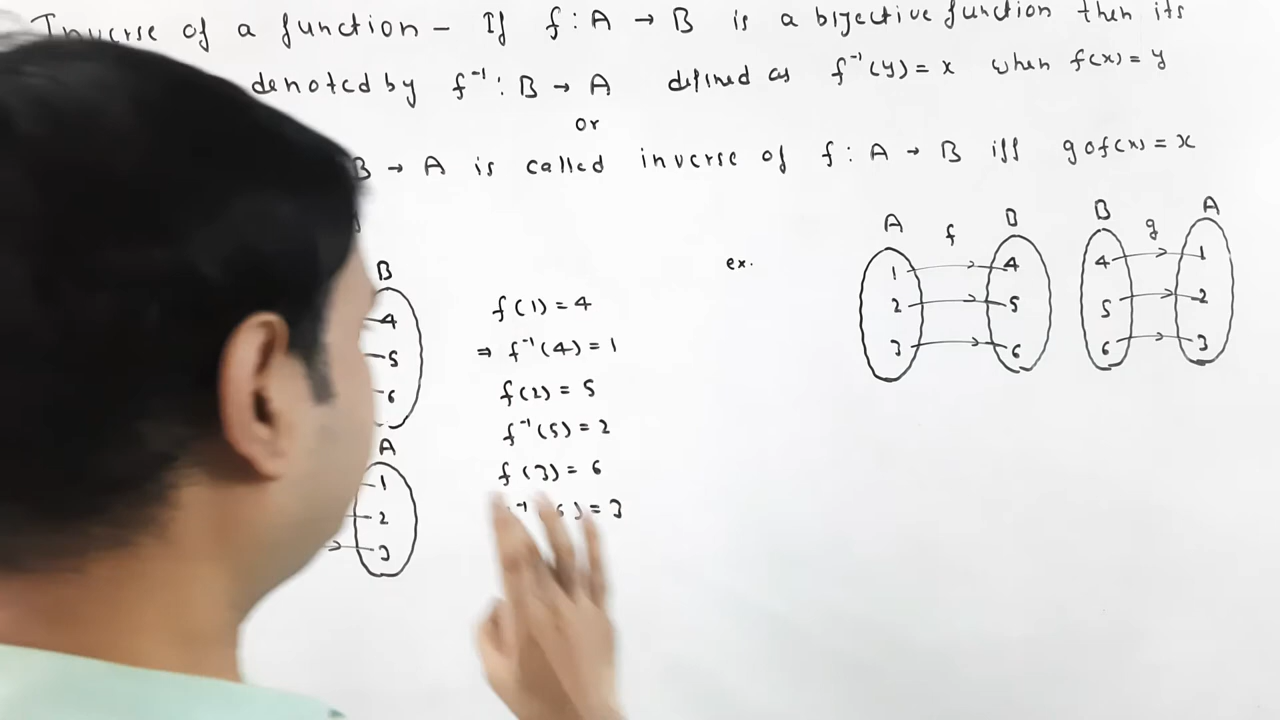 Inverse of a function – If f : A → B is a bijective function then its
denoted by f⁻¹ : B → A defined as f⁻¹(y) = x when f(x) = y
or
B → A is called inverse of f : A → B iff gof(x) = x
B
4
5
6
A
1
2
3
f(1) = 4
⇒ f⁻¹(4) = 1
f(2) = 5
f⁻¹(5) = 2
f(3) = 6
⁻¹(6) = 3
ex.
A f B
1 4
2 5
3 6
B g A
4 1
5 2
6 3